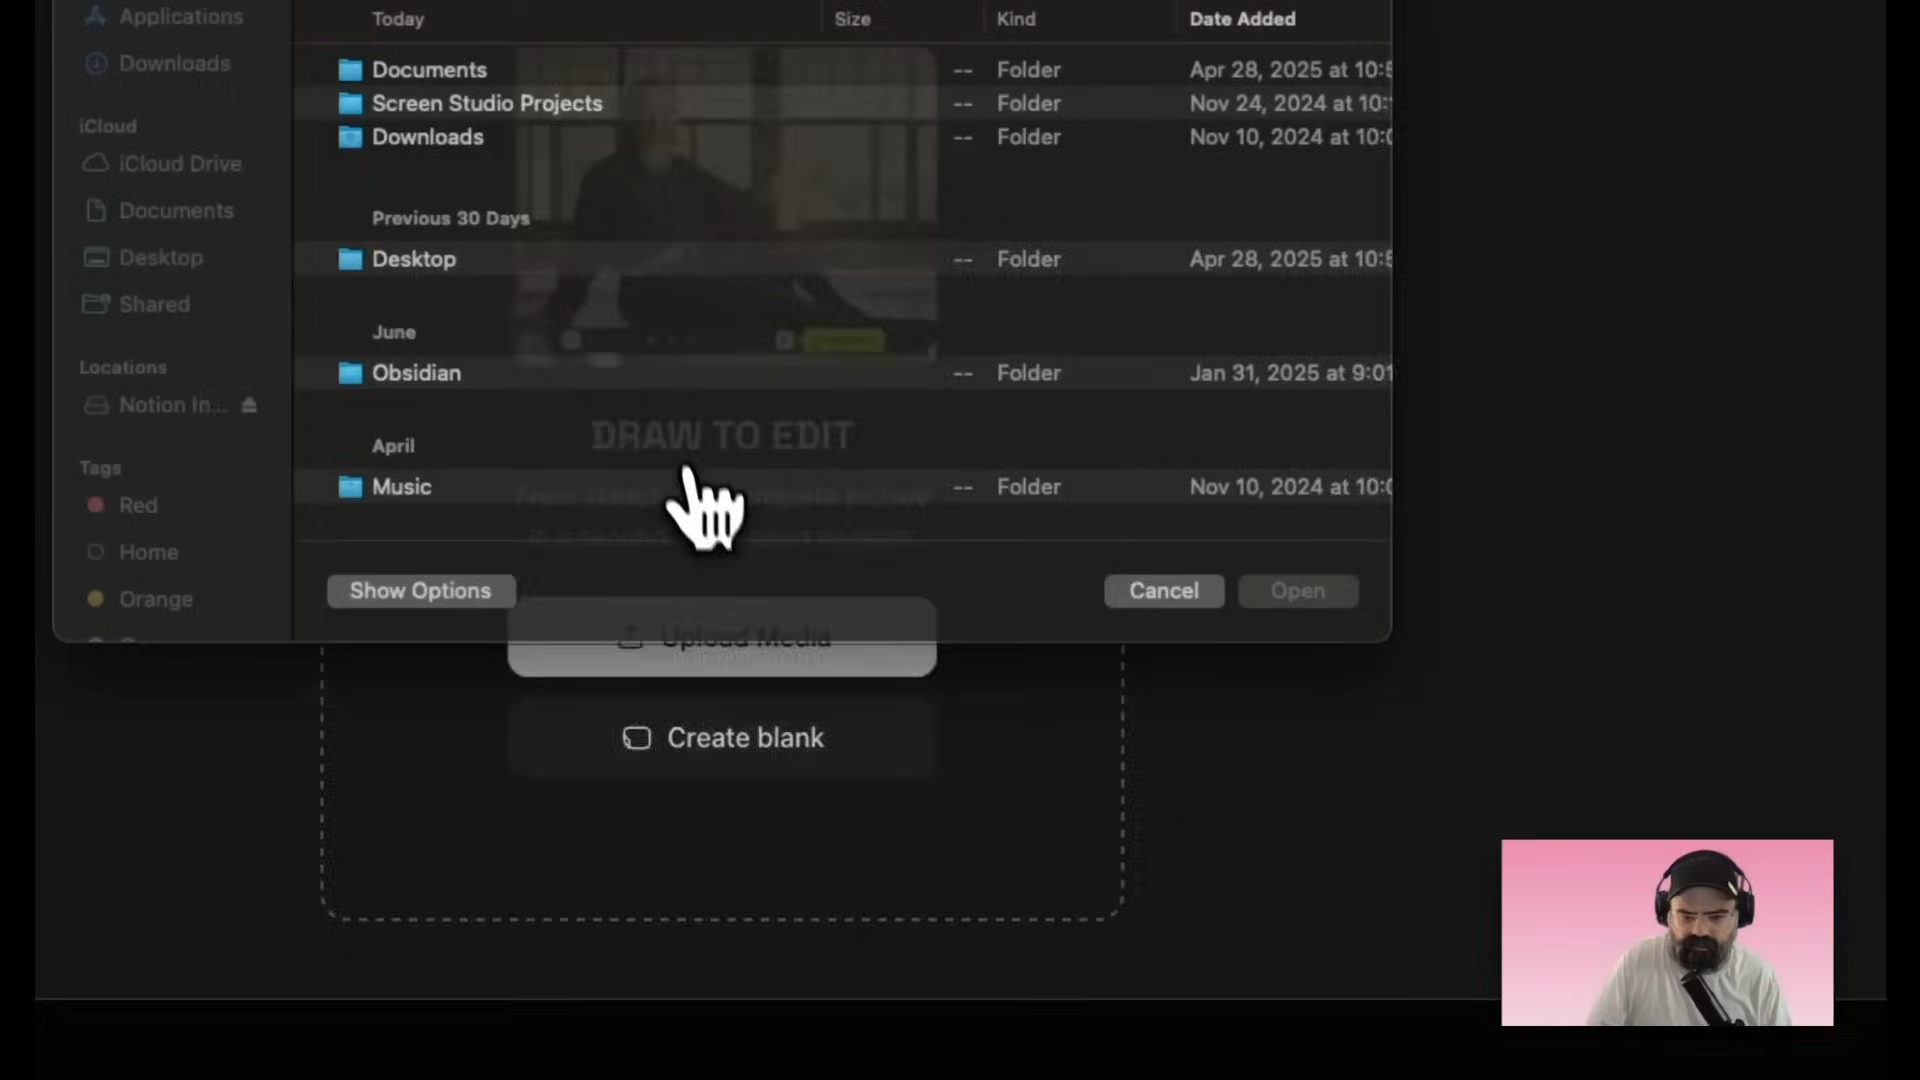 Applications
Downloads
iCloud
iCloud Drive
Documents
Desktop
Shared
Locations
Notion In...
Tags
Red
Home
Orange
Today Size Kind Date Added
Documents -- Folder Apr 28, 2025 at 10:5
Screen Studio Projects -- Folder Nov 24, 2024 at 10:
Downloads -- Folder Nov 10, 2024 at 10:0
Previous 30 Days
Desktop -- Folder Apr 28, 2025 at 10:5
June
Obsidian -- Folder Jan 31, 2025 at 9:01
April
Music -- Folder Nov 10, 2024 at 10:0
DRAW TO EDIT
Show Options Cancel Open
Upload Media
Create blank